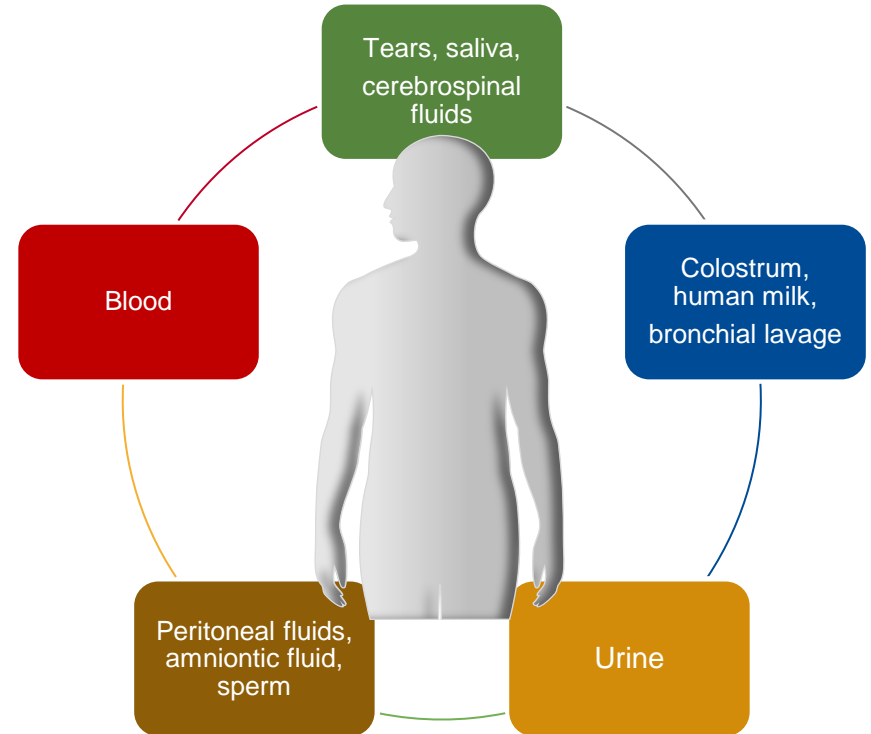 Tears, saliva,
cerebrospinal
fluids
Blood
Colostrum,
human milk,
bronchial lavage
Peritoneal fluids,
amniontic fluid,
sperm
Urine